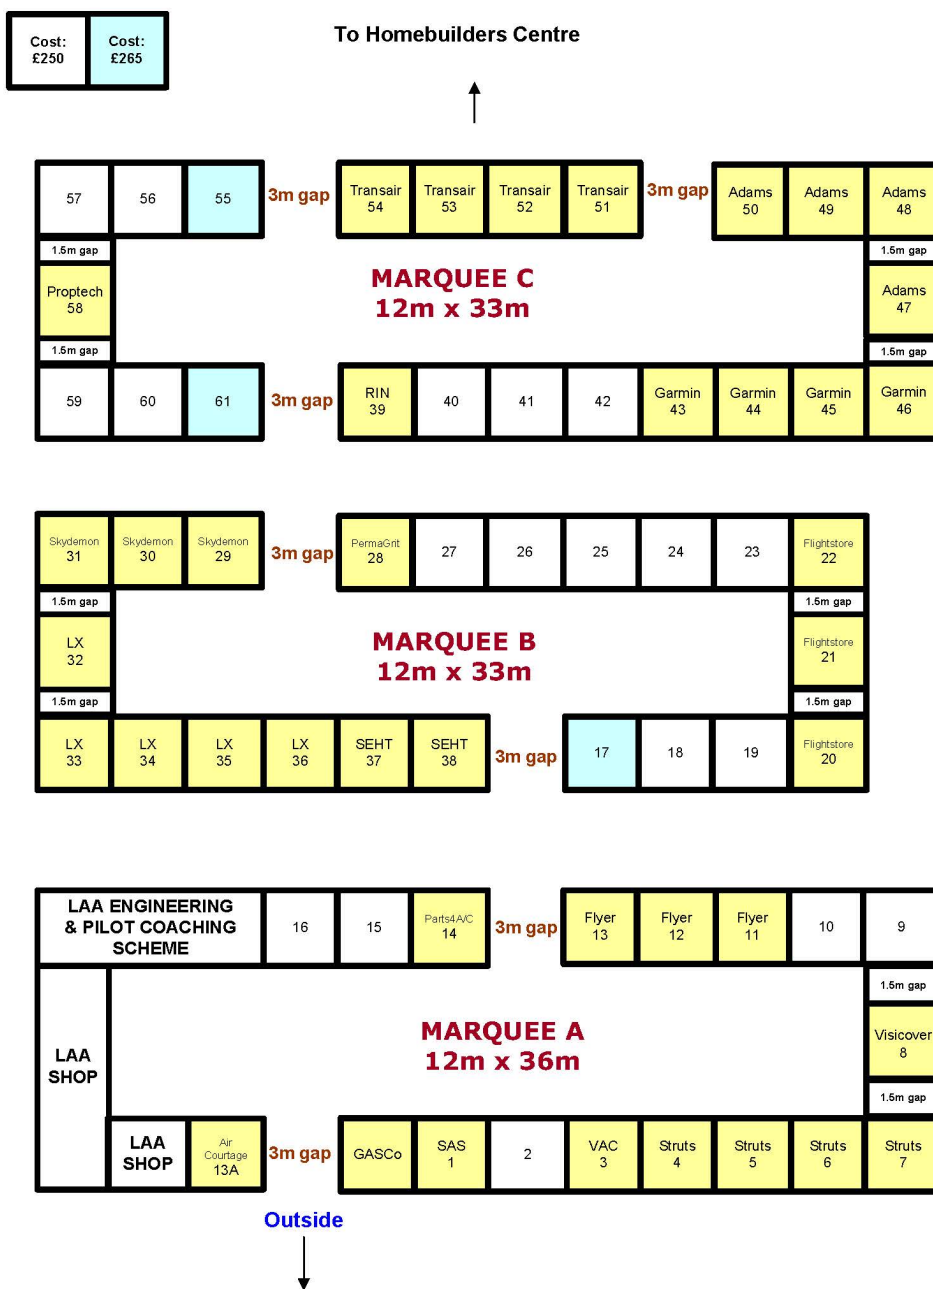 Cost:
£250
Cost:
£265
To Homebuilders Centre
57
56
55
3m gap
Transair
54
Transair
53
Transair
52
Transair
51
3m gap
Adams
50
Adams
49
Adams
48
1.5m gap
1.5m gap
Proptech
58
MARQUEE C
12m x 33m
Adams
47
1.5m gap
1.5m gap
59
60
61
3m gap
RIN
39
40
41
42
Garmin
43
Garmin
44
Garmin
45
Garmin
46
Skydemon
31
Skydemon
30
Skydemon
29
3m gap
PermaGrit
28
27
26
25
24
23
Flightstore
22
1.5m gap
1.5m gap
LX
32
MARQUEE B
12m x 33m
Flightstore
21
1.5m gap
1.5m gap
LX
33
LX
34
LX
35
LX
36
SEHT
37
SEHT
38
3m gap
17
18
19
Flightstore
20
LAA ENGINEERING
& PILOT COACHING
SCHEME
16
15
Parts4A/C
14
3m gap
Flyer
13
Flyer
12
Flyer
11
10
9
1.5m gap
LAA
SHOP
MARQUEE A
12m x 36m
Visicover
8
1.5m gap
LAA
SHOP
Air
Courtage
13A
3m gap
GASCo
SAS
1
2
VAC
3
Struts
4
Struts
5
Struts
6
Struts
7
Outside